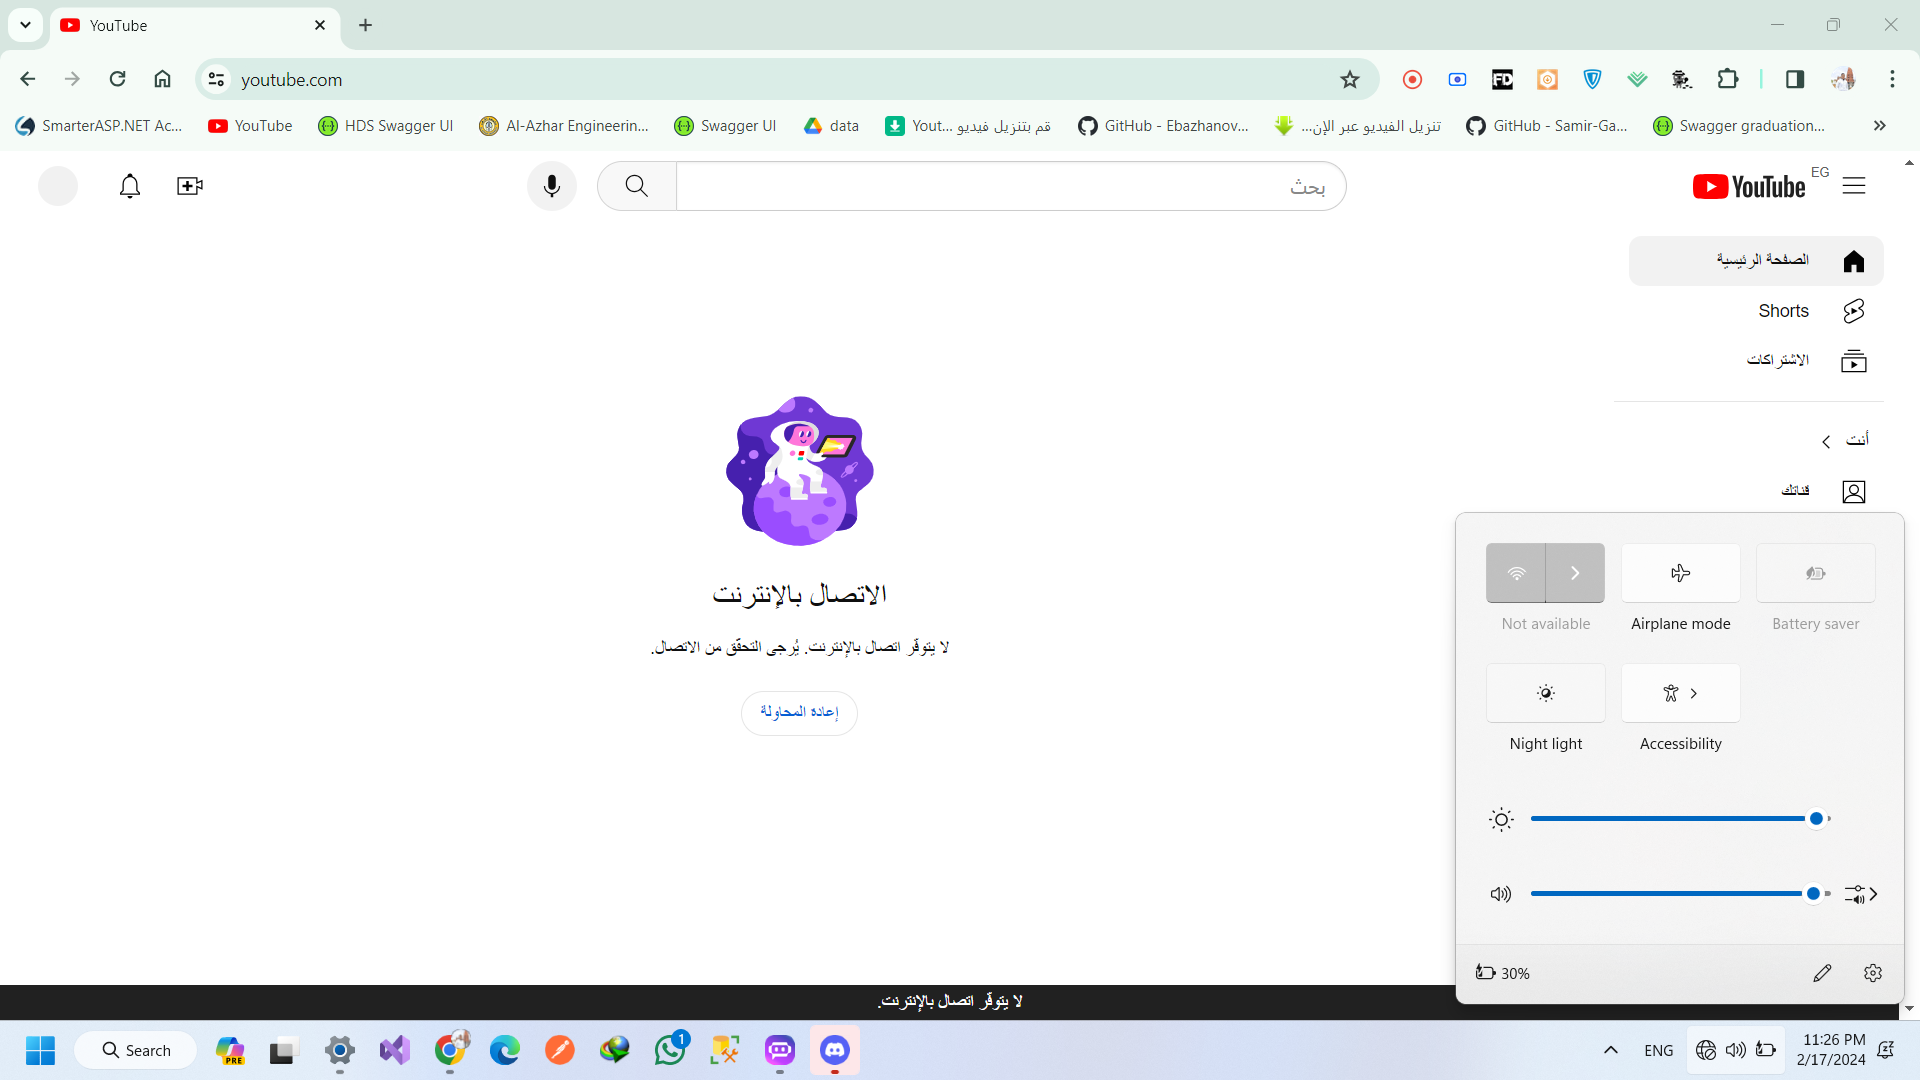 YouTube
youtube.com
SmarterASP.NET Ac...
YouTube
HDS Swagger UI
Al-Azhar Engineerin...
Swagger UI
data
قم بتنزيل فيديو Yout...
GitHub - Ebazhanov...
تنزيل الفيديو عبر الإن...
GitHub - Samir-Ga...
Swagger graduation...
بحث
YouTube EG
الصفحة الرئيسية
Shorts
الاشتراكات
أنت
قناتك
الاتصال بالإنترنت
لا يتوفّر اتصال بالإنترنت. يُرجى التحقّق من الاتصال.
إعادة المحاولة
Not available
Airplane mode
Battery saver
Night light
Accessibility
30%
لا يتوفّر اتصال بالإنترنت.
Search
PRE
1
ENG
11:26 PM
2/17/2024
FD